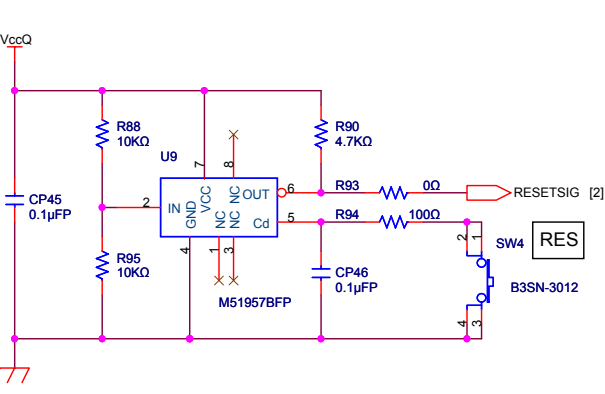 VccQ
R88
10KΩ
R90
4.7KΩ
U9
7
8
VCC
NC
OUT
6
R93
0Ω
RESETSIG [2]
CP45
0.1µFP
2
IN
GND
NC
NC
Cd
5
R94
100Ω
RES
SW4
2
1
4
1
3
R95
10KΩ
CP46
0.1µFP
B3SN-3012
M51957BFP
4
3